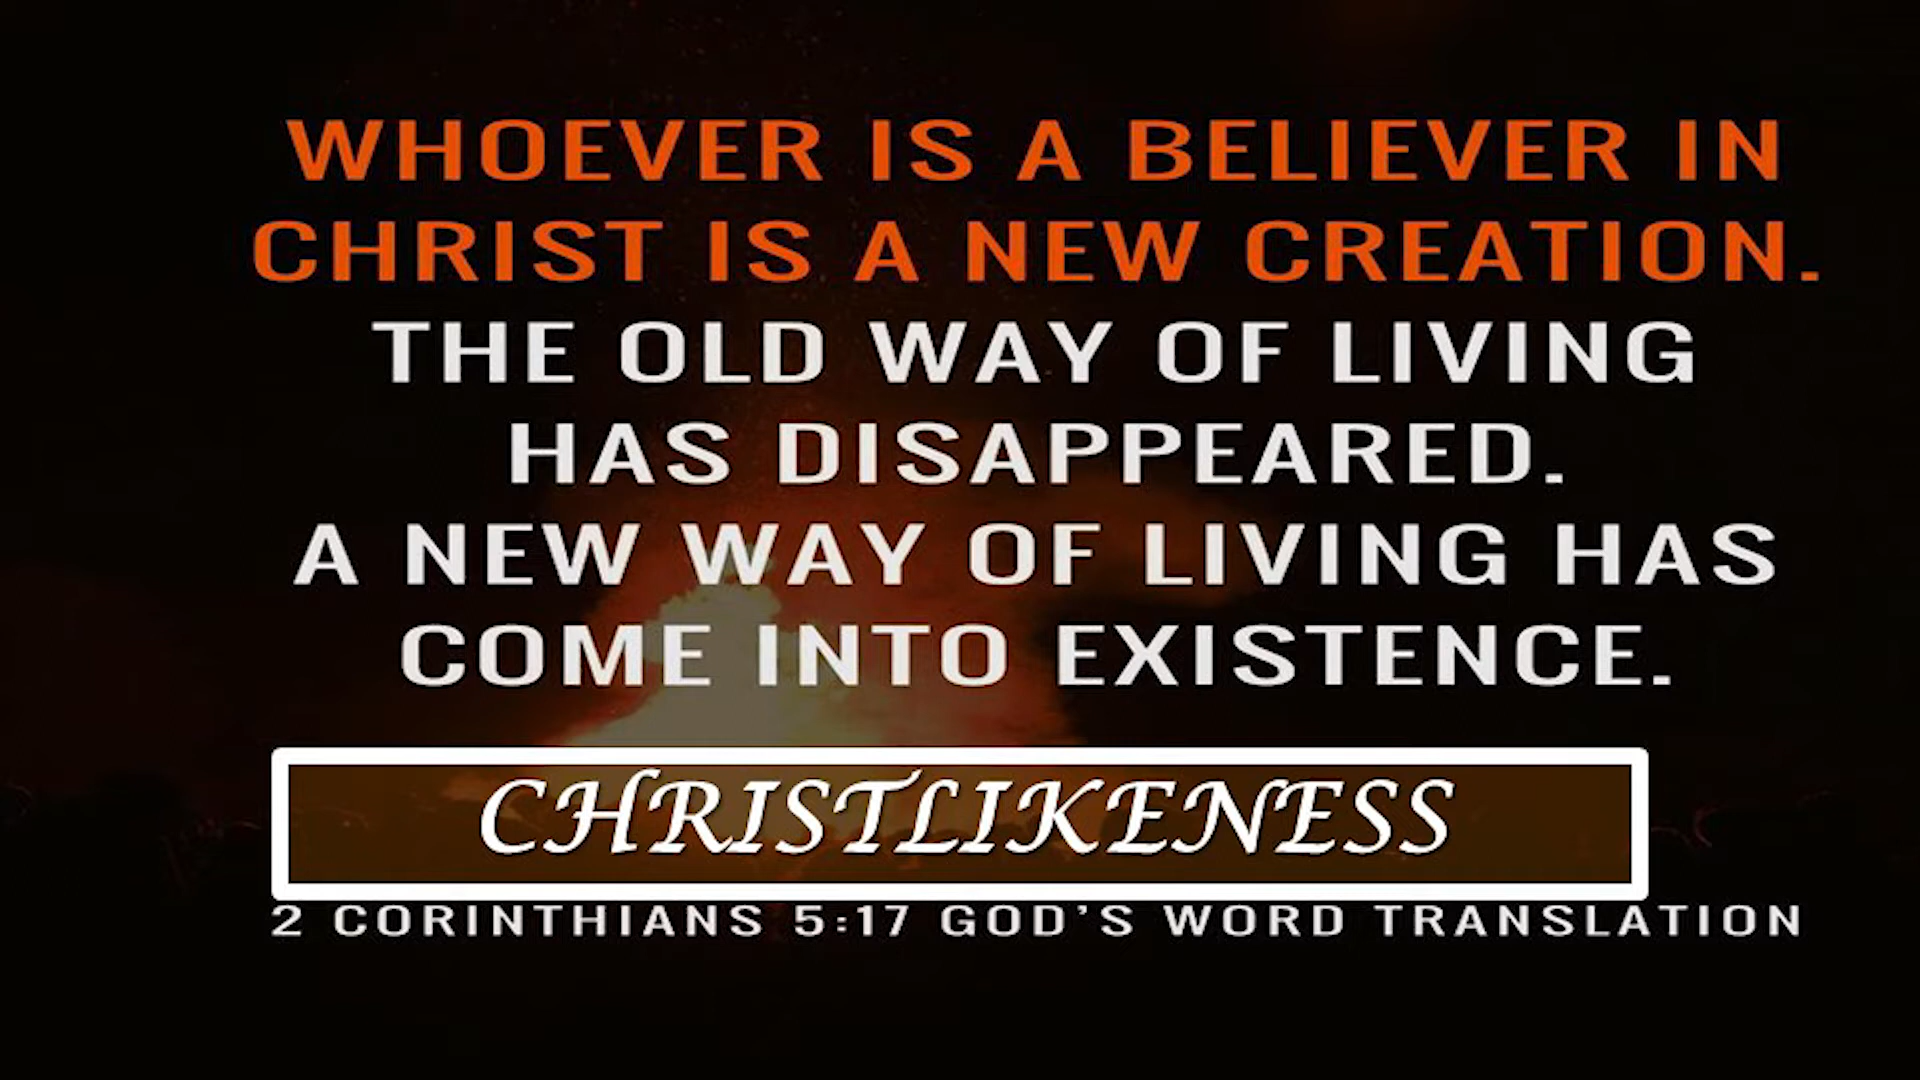 WHOEVER IS A BELIEVER IN
CHRIST IS A NEW CREATION.
THE OLD WAY OF LIVING
HAS DISAPPEARED.
A NEW WAY OF LIVING HAS
COME INTO EXISTENCE.
CHRISTLIKENESS
2 CORINTHIANS 5:17 GOD'S WORD TRANSLATION